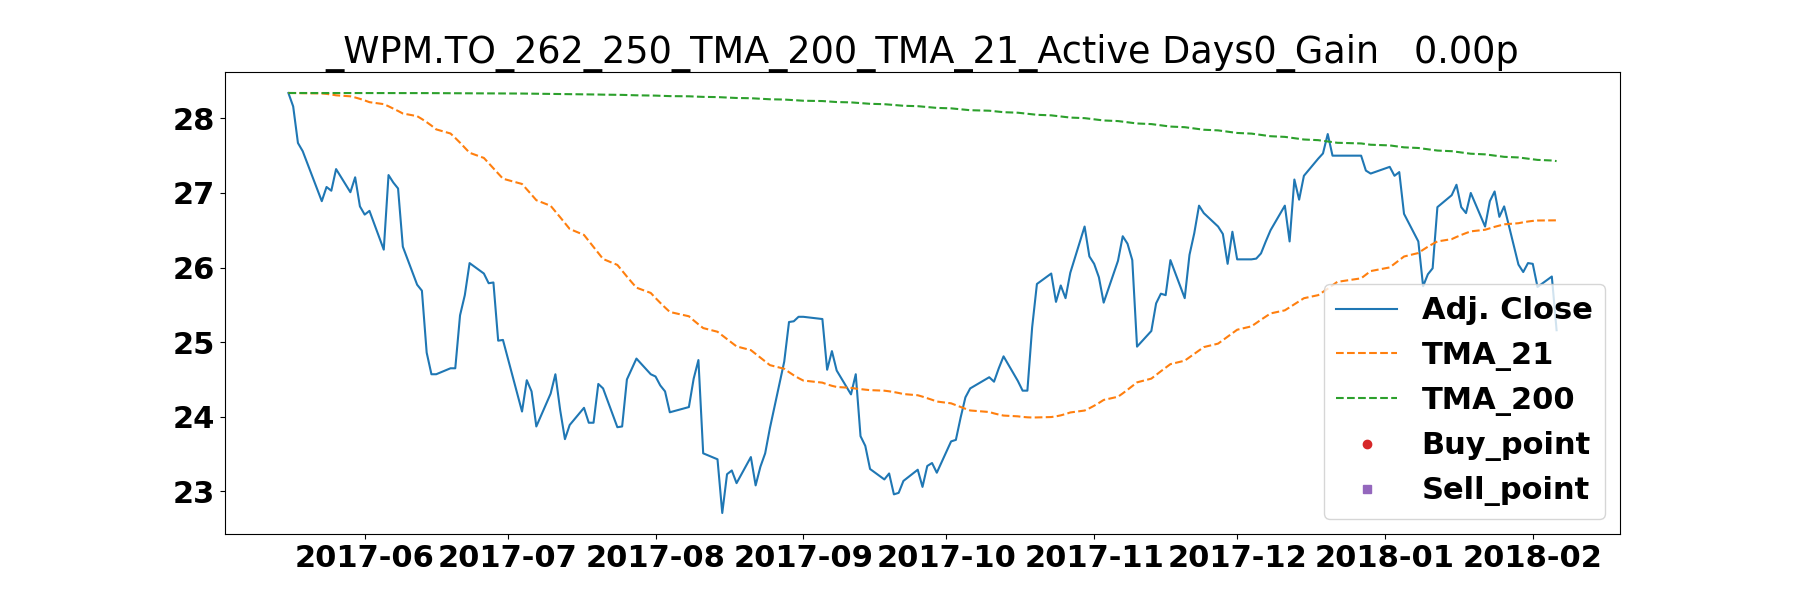 _WPM.TO_262_250_TMA_200_TMA_21_Active Days0_Gain   0.00p
28
27
26
25
24
23
Adj. Close
TMA_21
TMA_200
Buy_point
Sell_point
2017-06 2017-07 2017-08 2017-09 2017-10 2017-11 2017-12 2018-01 2018-02